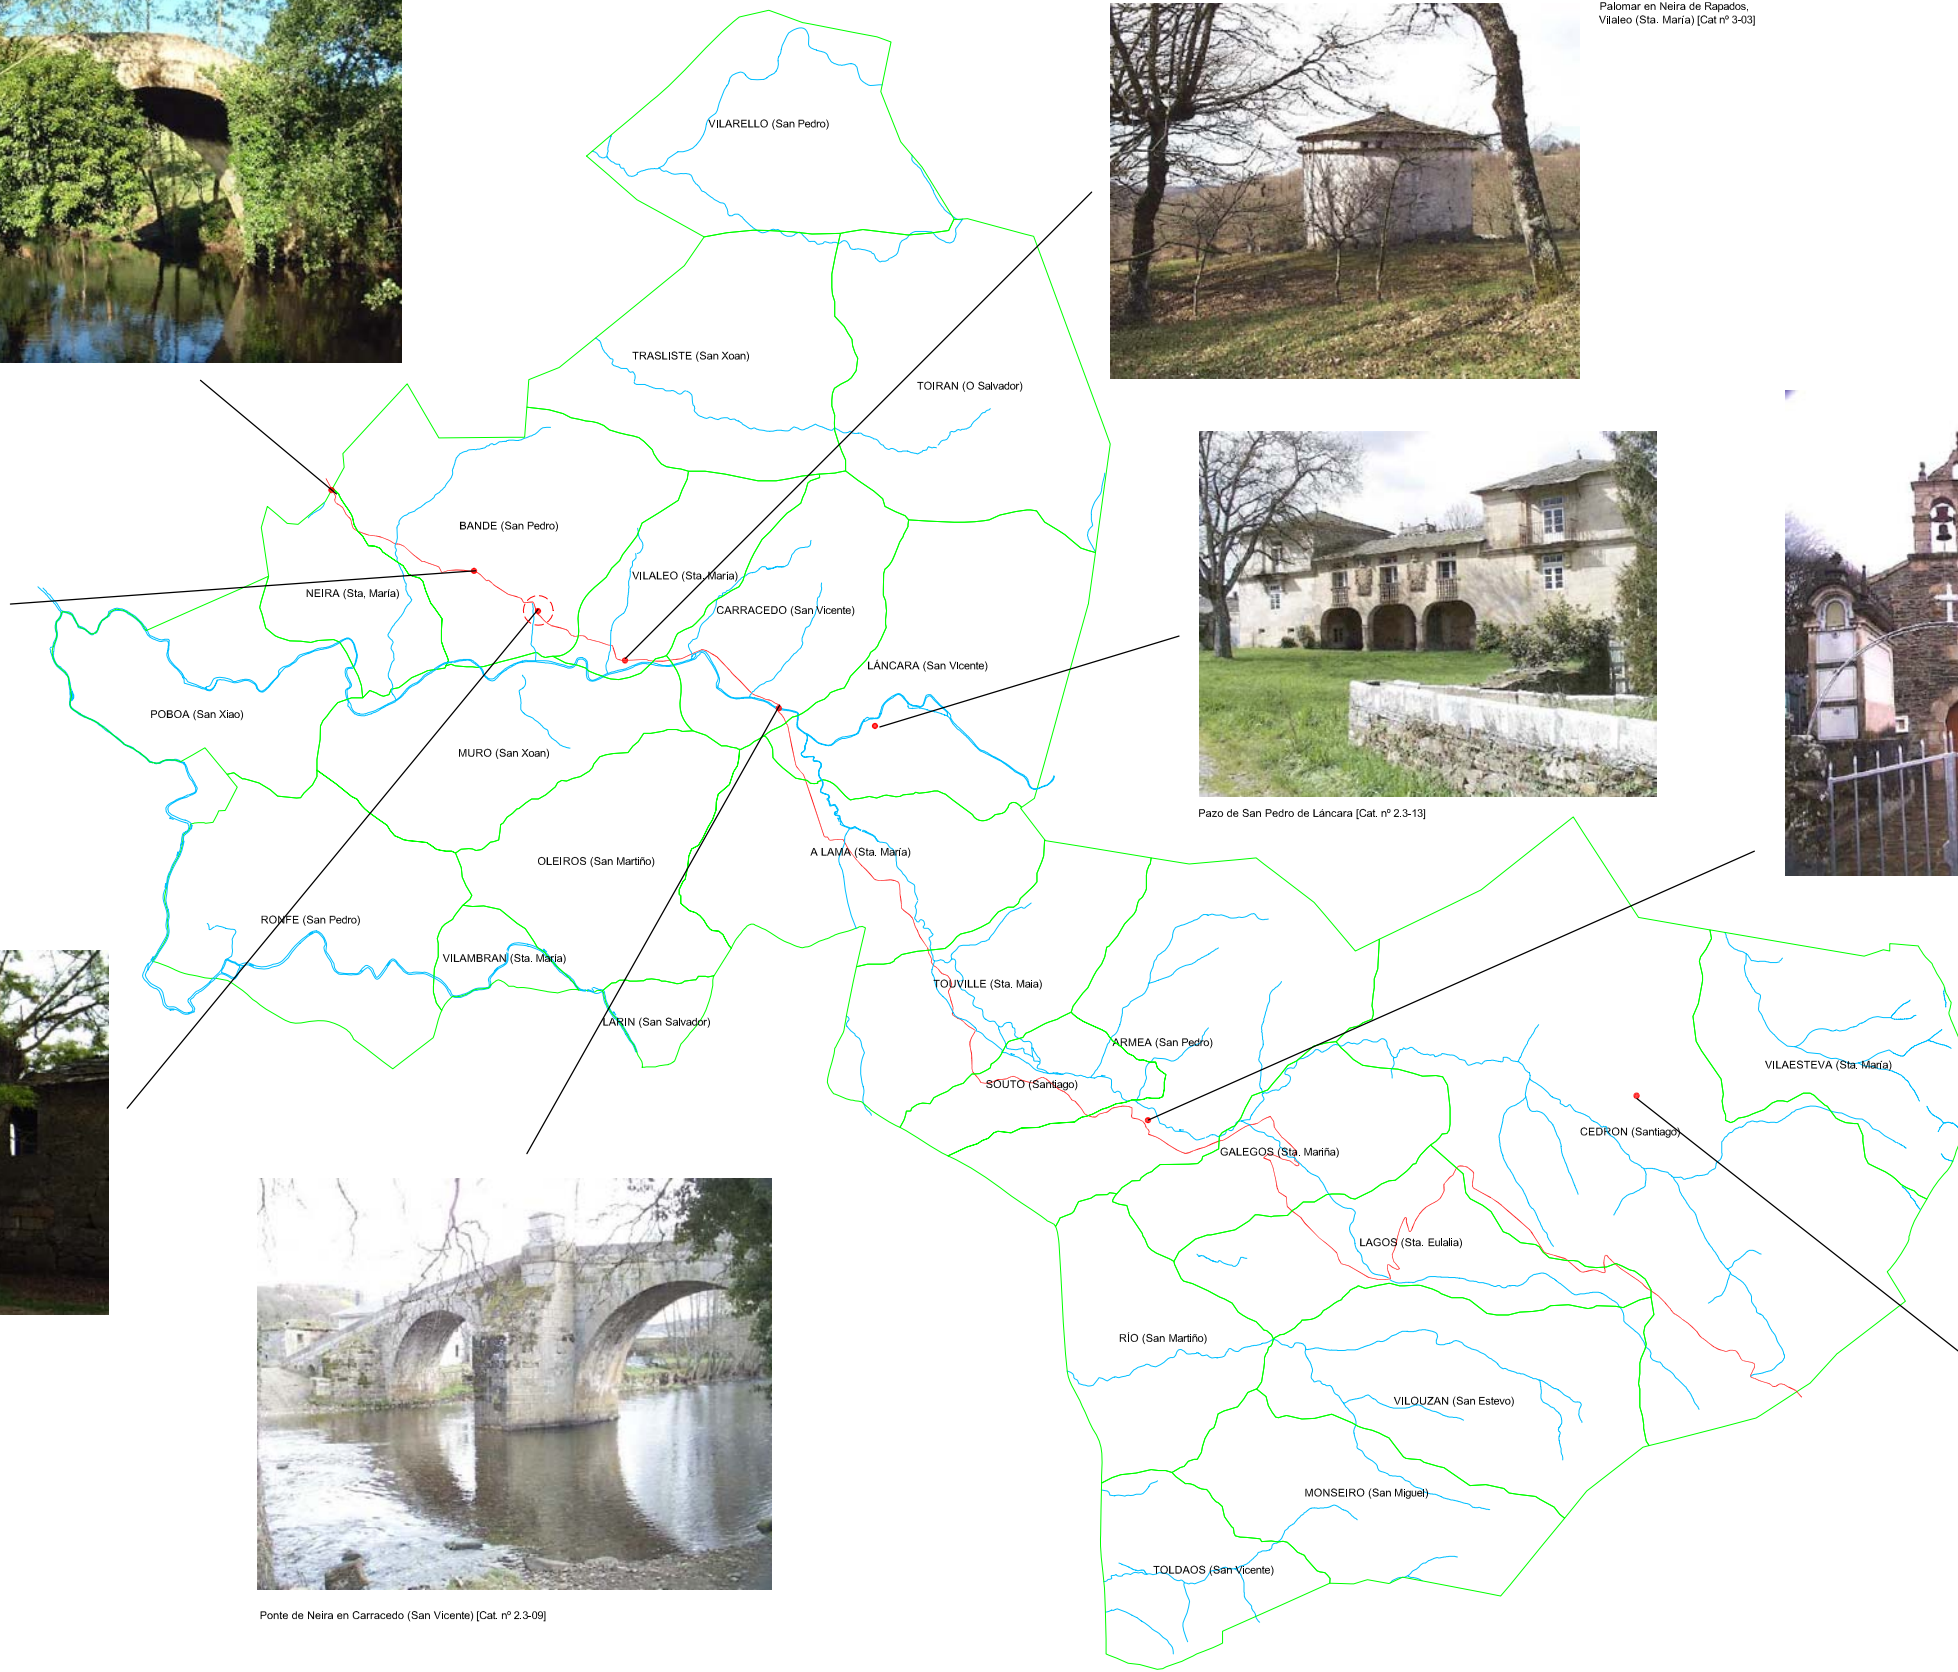 Palomar en Neira de Rapados,
Vilaleo (Sta. María) [Cat nº 3-03]
VILARELLO (San Pedro)
TRASLISTE (San Xoan)
TOIRAN (O Salvador)
BANDE (San Pedro)
VILALEO (Sta. Maria)
NEIRA (Sta, María)
CARRACEDO (San Vicente)
LÁNCARA (San VIcente)
POBOA (San Xiao)
MURO (San Xoan)
Pazo de San Pedro de Láncara [Cat. nº 2.3-13]
A LAMA (Sta. María)
OLEIROS (San Martiño)
RONFE (San Pedro)
VILAMBRAN (Sta. María)
TOUVILLE (Sta. Maia)
LARIN (San Salvador)
ARMEA (San Pedro)
VILAESTEVA (Sta. María)
SOUTO (Santiago)
CEDRON (Santiago)
GALEGOS (Sta. Mariña)
LAGOS (Sta. Eulalia)
RÍO (San Martiño)
VILOUZAN (San Estevo)
MONSEIRO (San Miguel)
TOLDAOS (San Vicente)
Ponte de Neira en Carracedo (San Vicente) [Cat. nº 2.3-09]